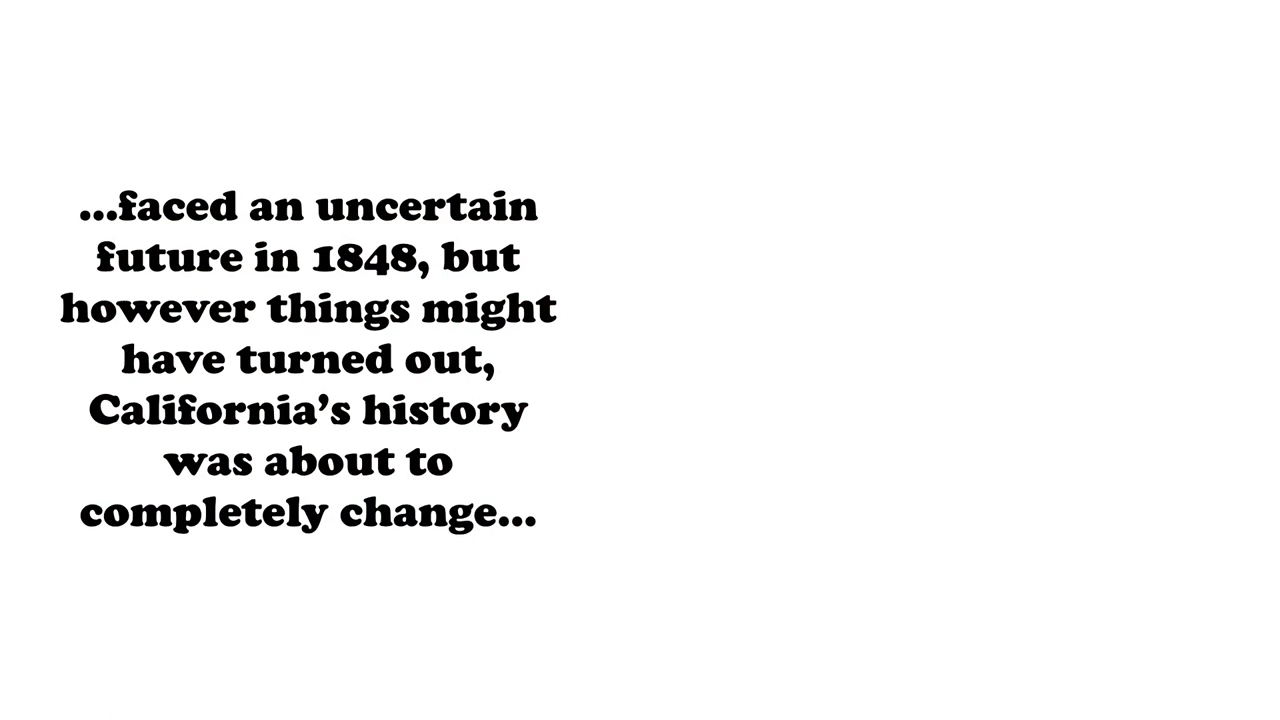 ...faced an uncertain
future in 1848, but
however things might
have turned out,
California’s history
was about to
completely change...